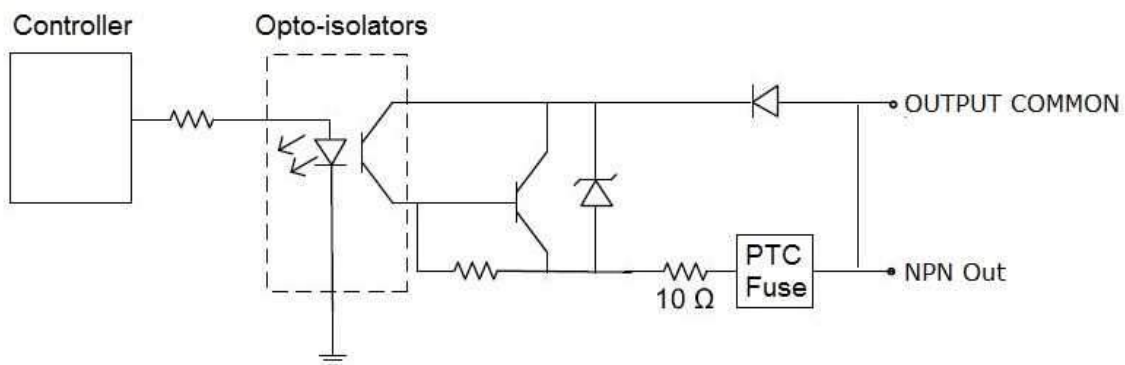 Controller
Opto-isolators
OUTPUT COMMON
PTC
Fuse
10 Ω
NPN Out